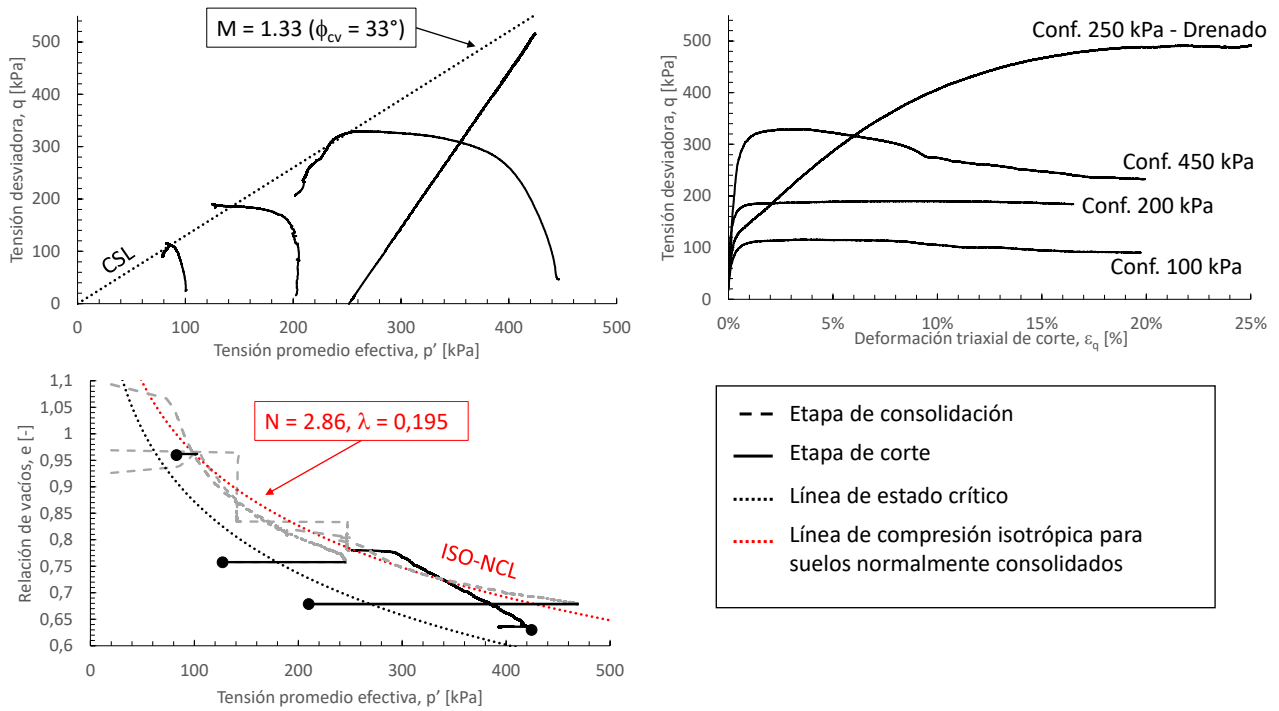 M = 1.33 (ϕcv = 33°)
Tensión desviadora, q [kPa]
500
400
300
200
100
0
CSL
0 100 200 300 400 500
Tensión promedio efectiva, p' [kPa]
Tensión desviadora, q [kPa]
500
400
300
200
100
0
Conf. 250 kPa - Drenado
Conf. 450 kPa
Conf. 200 kPa
Conf. 100 kPa
0% 5% 10% 15% 20% 25%
Deformación triaxial de corte, εq [%]
Relación de vacíos, e [-]
1,1
1,05
1
0,95
0,9
0,85
0,8
0,75
0,7
0,65
0,6
N = 2.86, λ = 0,195
ISO-NCL
0 100 200 300 400 500
Tensión promedio efectiva, p' [kPa]
Etapa de consolidación
Etapa de corte
Línea de estado crítico
Línea de compresión isotrópica para
suelos normalmente consolidados